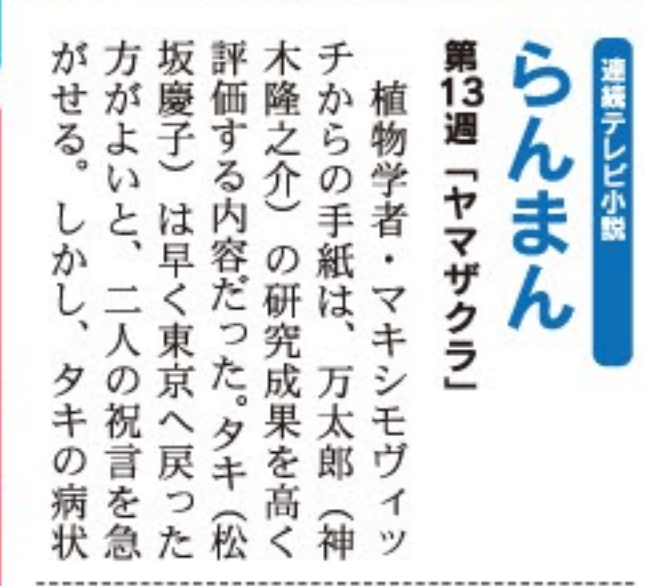 連続テレビ小説
らんまん
第13週「ヤマザクラ」
植物学者・マキシモヴィッ
チからの手紙は、万太郎（神
木隆之介）の研究成果を高く
評価する内容だった。タキ（松
坂慶子）は早く東京へ戻った
方がよいと、二人の祝言を急
がせる。しかし、タキの病状